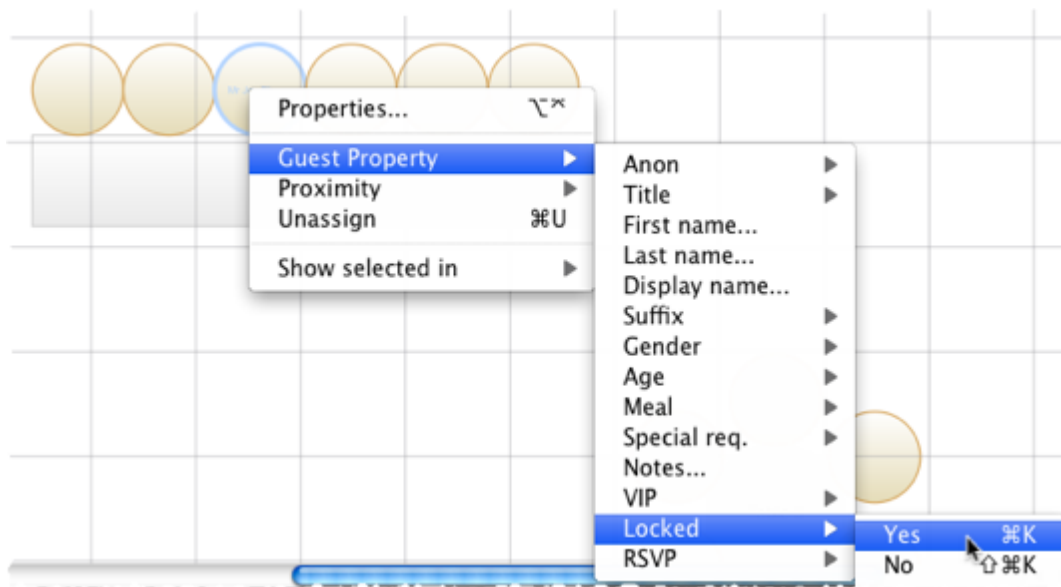 Properties... ⌥⌤
Guest Property
Proximity
Unassign ⌘U
Show selected in
Anon
Title
First name...
Last name...
Display name...
Suffix
Gender
Age
Meal
Special req.
Notes...
VIP
Locked
RSVP
Yes ⌘K
No ⇧⌘K